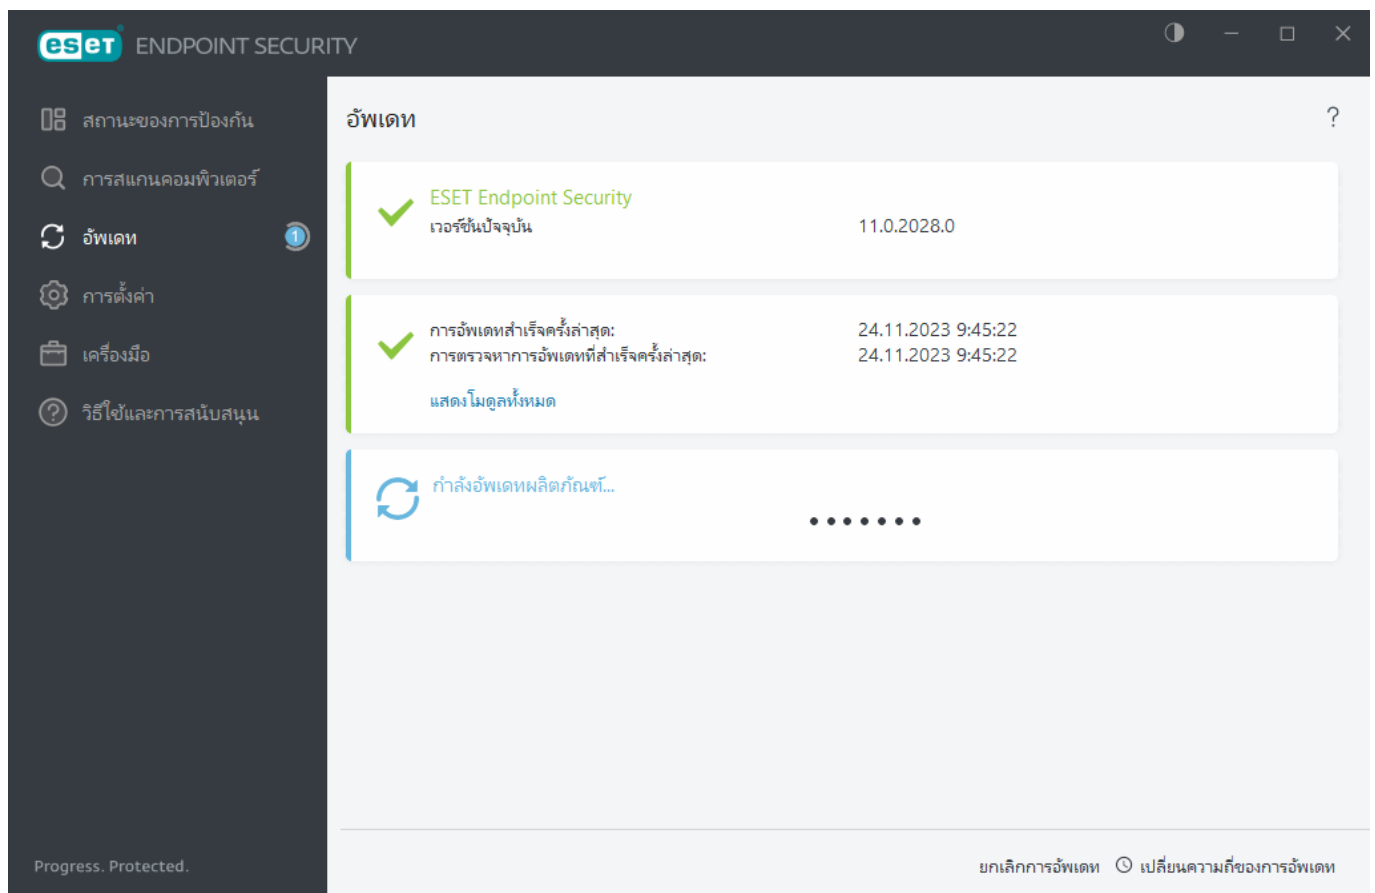 eset ENDPOINT SECURITY
สถานะของการป้องกัน
การสแกนคอมพิวเตอร์
อัพเดท 1
การตั้งค่า
เครื่องมือ
วิธีใช้และการสนับสนุน
Progress. Protected.
อัพเดท ?
ESET Endpoint Security
เวอร์ชั่นปัจจุบัน 11.0.2028.0
การอัพเดทสำเร็จครั้งล่าสุด: 24.11.2023 9:45:22
การตรวจหาการอัพเดทที่สำเร็จครั้งล่าสุด: 24.11.2023 9:45:22
แสดงโมดูลทั้งหมด
กำลังอัพเดทผลิตภัณฑ์...
ยกเลิกการอัพเดท เปลี่ยนความถี่ของการอัพเดท